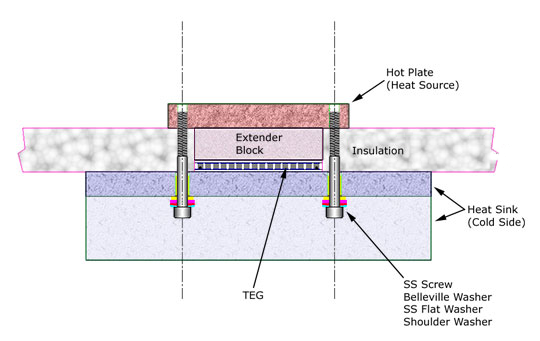 Hot Plate
(Heat Source)
Extender
Block
Insulation
Heat Sink
(Cold Side)
TEG
SS Screw
Belleville Washer
SS Flat Washer
Shoulder Washer